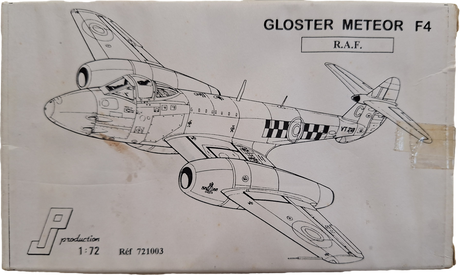 GLOSTER METEOR F4
R.A.F.
PJ
production
1:72
Réf 721003